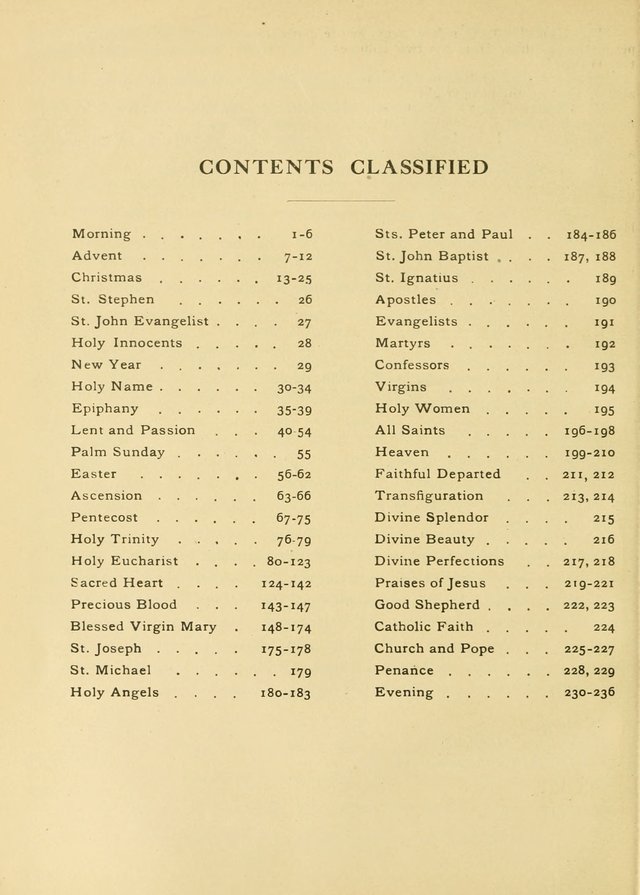 CONTENTS CLASSIFIED
Morning . . . . . . . 1-6
Advent . . . . . . . 7-12
Christmas . . . . . . 13-25
St. Stephen . . . . . . 26
St. John Evangelist . . . . 27
Holy Innocents . . . . . 28
New Year . . . . . . . 29
Holy Name . . . . . . 30-34
Epiphany . . . . . . 35-39
Lent and Passion . . . 40-54
Palm Sunday . . . . . . 55
Easter . . . . . . . 56-62
Ascension . . . . . . 63-66
Pentecost . . . . . . 67-75
Holy Trinity . . . . . 76-79
Holy Eucharist . . . . 80-123
Sacred Heart . . . . 124-142
Precious Blood . . . 143-147
Blessed Virgin Mary . 148-174
St. Joseph . . . . . 175-178
St. Michael . . . . . . 179
Holy Angels . . . . 180-183
Sts. Peter and Paul . . 184-186
St. John Baptist . . . . 187, 188
St. Ignatius . . . . . . 189
Apostles . . . . . . . 190
Evangelists . . . . . . 191
Martyrs . . . . . . . 192
Confessors . . . . . . 193
Virgins . . . . . . . 194
Holy Women . . . . . 195
All Saints . . . . . 196-198
Heaven . . . . . . 199-210
Faithful Departed . . 211, 212
Transfiguration . . . 213, 214
Divine Splendor . . . . 215
Divine Beauty . . . . . 216
Divine Perfections . . 217, 218
Praises of Jesus . . . 219-221
Good Shepherd . . . . 222, 223
Catholic Faith . . . . . 224
Church and Pope . . . 225-227
Penance . . . . . . 228, 229
Evening . . . . . . 230-236